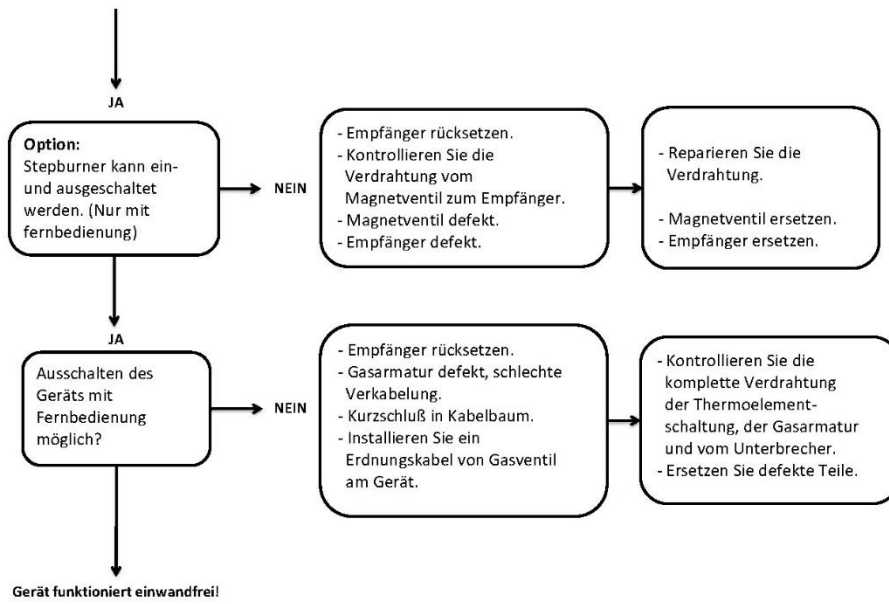 JA
Option:
Stepburner kann ein-
und ausgeschaltet
werden. (Nur mit
fernbedienung)
NEIN
- Empfänger rücksetzen.
- Kontrollieren Sie die
Verdrahtung vom
Magnetventil zum Empfänger.
- Magnetventil defekt.
- Empfänger defekt.
- Reparieren Sie die
Verdrahtung.
- Magnetventil ersetzen.
- Empfänger ersetzen.
JA
Ausschalten des
Geräts mit
Fernbedienung
möglich?
NEIN
- Empfänger rücksetzen.
- Gasarmatur defekt, schlechte
Verkabelung.
- Kurzschluß in Kabelbaum.
- Installieren Sie ein
Erdnungskabel von Gasventil
am Gerät.
- Kontrollieren Sie die
komplette Verdrahtung
der Thermoelement-
schaltung, der Gasarmatur
und vom Unterbrecher.
- Ersetzen Sie defekte Teile.
Gerät funktioniert einwandfrei!